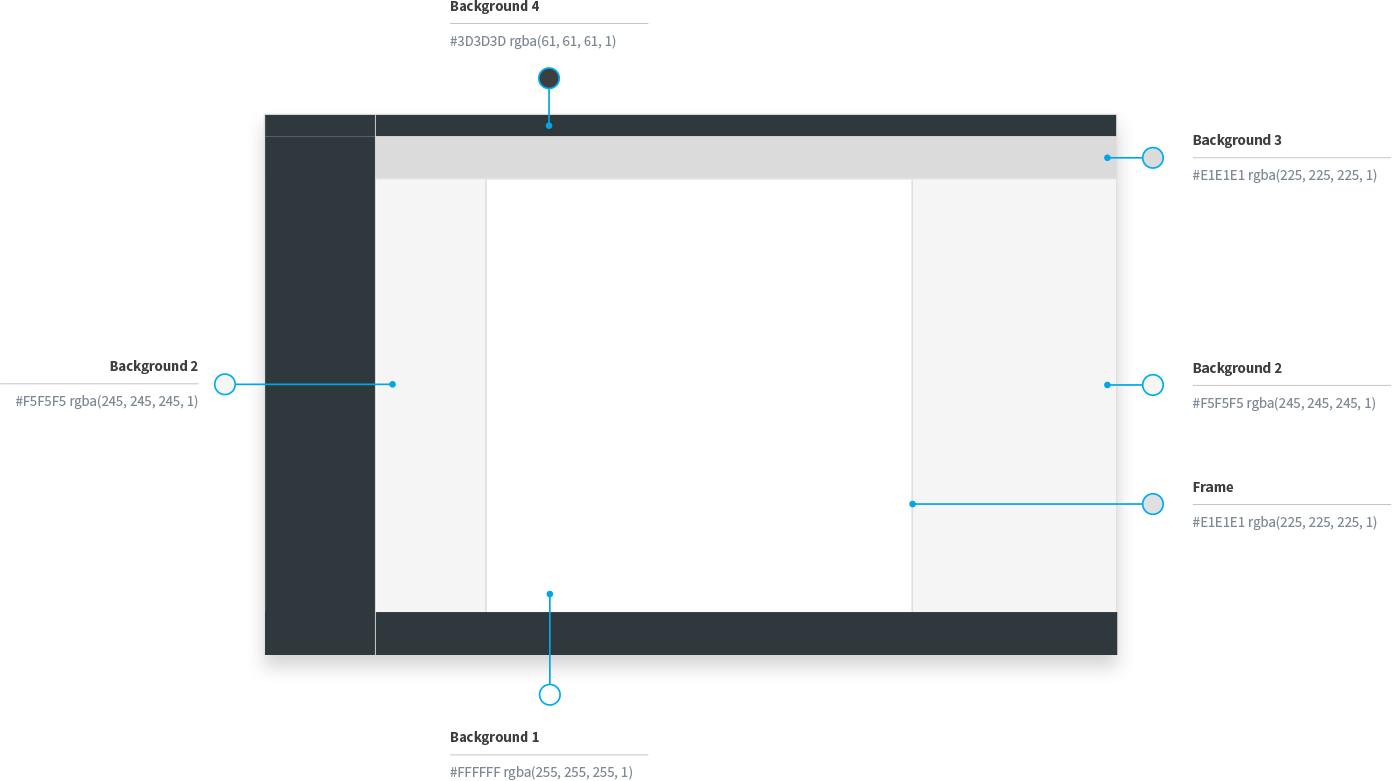 Background 4
#3D3D3D rgba(61, 61, 61, 1)
Background 3
#E1E1E1 rgba(225, 225, 225, 1)
Background 2
#F5F5F5 rgba(245, 245, 245, 1)
Background 2
#F5F5F5 rgba(245, 245, 245, 1)
Frame
#E1E1E1 rgba(225, 225, 225, 1)
Background 1
#FFFFFF rgba(255, 255, 255, 1)